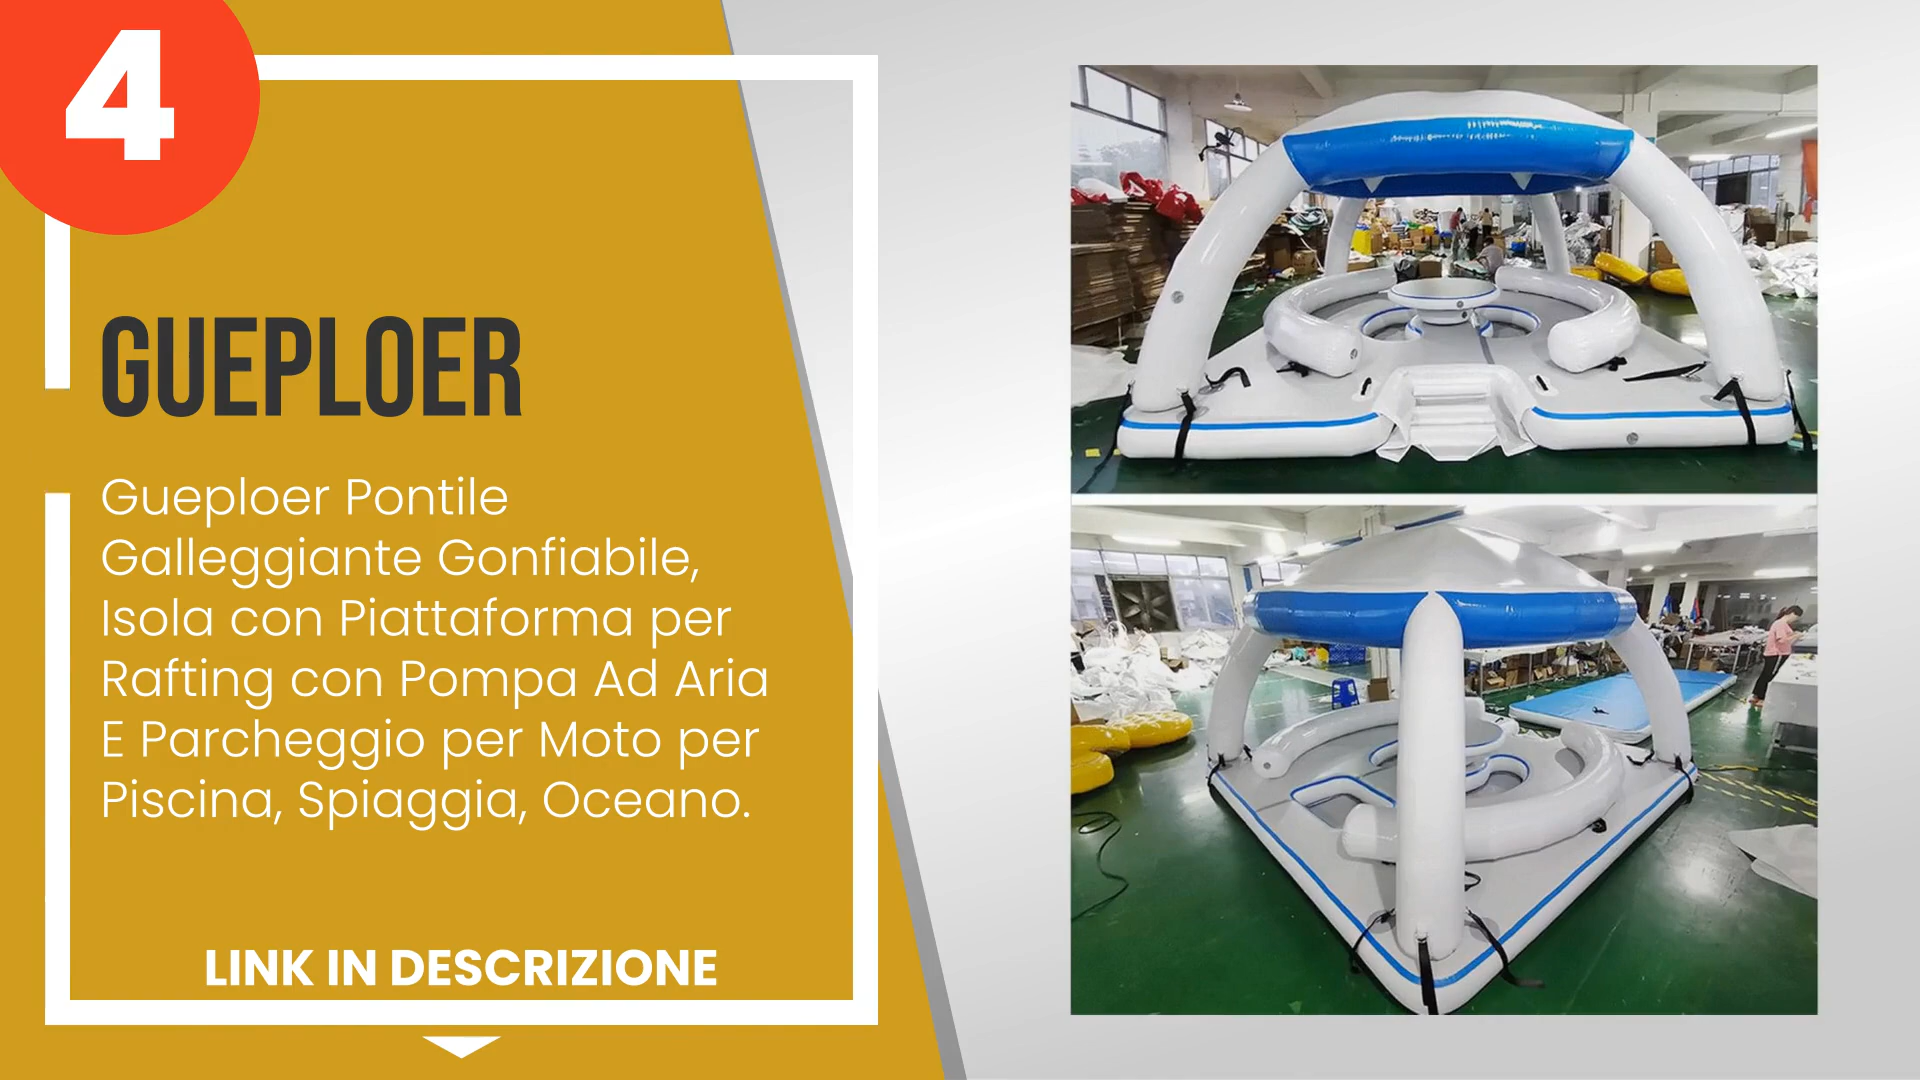 4
GUEPLOER
Gueploer Pontile
Galleggiante Gonfiabile,
Isola con Piattaforma per
Rafting con Pompa Ad Aria
E Parcheggio per Moto per
Piscina, Spiaggia, Oceano.
LINK IN DESCRIZIONE